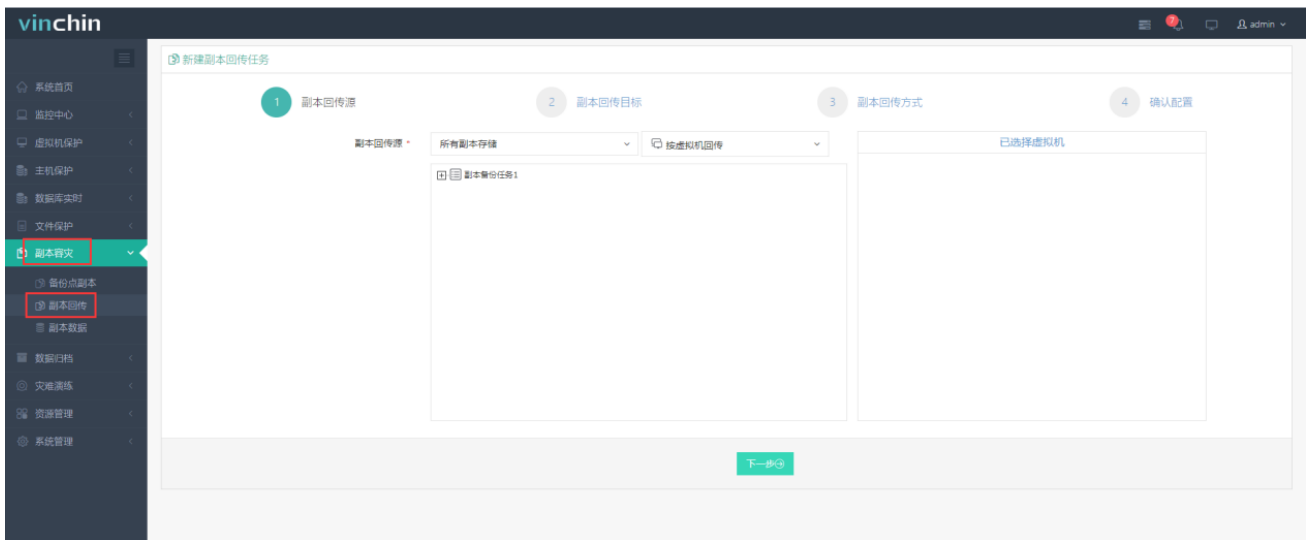 vinchin
7
admin
新建副本回传任务
系统首页
监控中心
虚拟机保护
主机保护
数据库实时
文件保护
副本容灾
备份点副本
副本回传
副本数据
数据归档
灾难演练
资源管理
系统管理
1 副本回传源
2 副本回传目标
3 副本回传方式
4 确认配置
副本回传源 *
所有副本存储
按虚拟机回传
已选择虚拟机
副本备份任务1
下一步